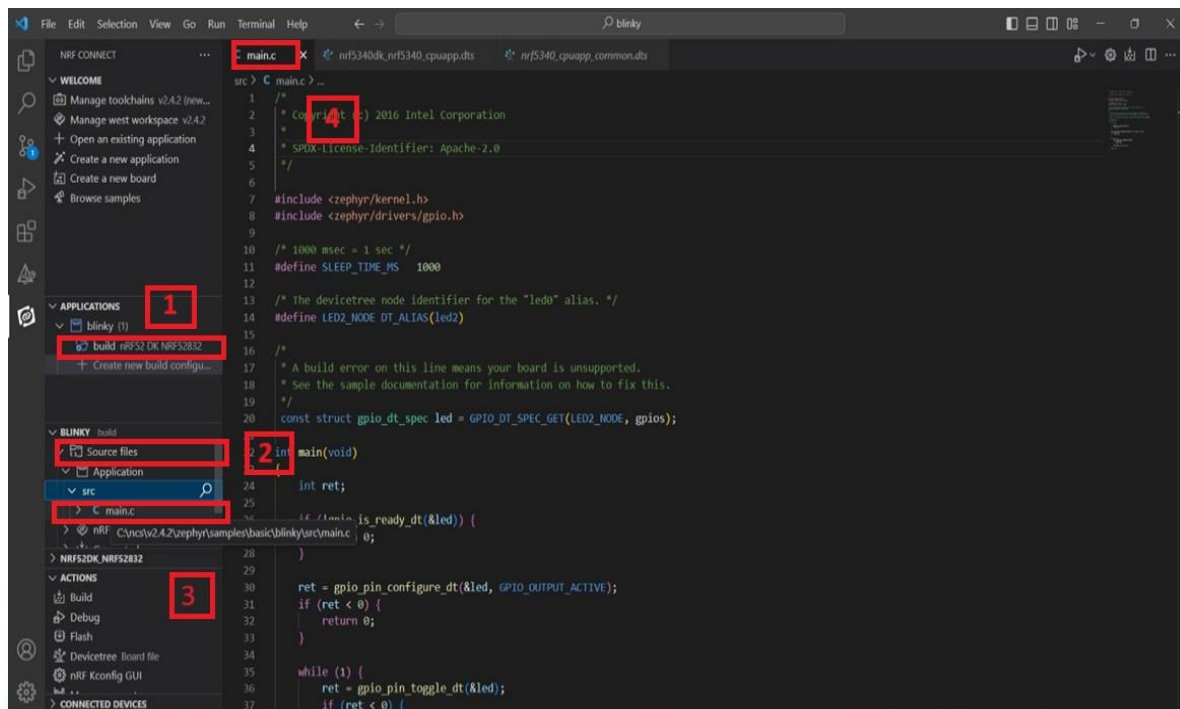 File Edit Selection View Go Run Terminal Help
blinky
NRF CONNECT ...
WELCOME
Manage toolchains v2.4.2 (new...
Manage west workspace v2.4.2
Open an existing application
Create a new application
Create a new board
Browse samples
APPLICATIONS
1
blinky (1)
build nRF52 DK NRF52832
Create new build configu...
BLINKY build
Source files
2
Application
src
C main.c
C:\ncs\v2.4.2\zephyr\samples\basic\blinky\src\main.c
NRF52DK_NRF52832
ACTIONS
3
Build
Debug
Flash
Devicetree Board file
nRF Kconfig GUI
CONNECTED DEVICES
C main.c nrf5340dk_nrf5340_cpuapp.dts nrf5340_cpuapp_common.dts
src > C main.c > ...
4
1 /*
2 * Copyright (c) 2016 Intel Corporation
3 *
4 * SPDX-License-Identifier: Apache-2.0
5 */
6
7 #include <zephyr/kernel.h>
8 #include <zephyr/drivers/gpio.h>
9
10 /* 1000 msec = 1 sec */
11 #define SLEEP_TIME_MS 1000
12
13 /* The devicetree node identifier for the "led0" alias. */
14 #define LED2_NODE DT_ALIAS(led2)
15
16 /*
17 * A build error on this line means your board is unsupported.
18 * See the sample documentation for information on how to fix this.
19 */
20 const struct gpio_dt_spec led = GPIO_DT_SPEC_GET(LED2_NODE, gpios);
int main(void)
{
24 int ret;
25
is_ready_dt(&led)) {
0;
28 }
29
30 ret = gpio_pin_configure_dt(&led, GPIO_OUTPUT_ACTIVE);
31 if (ret < 0) {
32 return 0;
33 }
34
35 while (1) {
36 ret = gpio_pin_toggle_dt(&led);
37 if (ret < 0) {